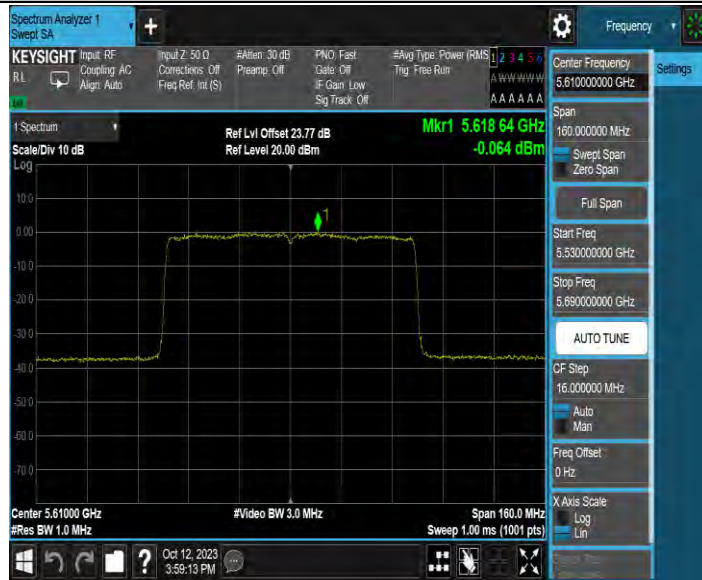 Spectrum Analyzer 1
Swept SA
+
Frequency
KEYSIGHT
RL
Input: RF
Coupling: AC
Align: Auto
Input Z: 50 Ω
Corrections: Off
Freq Ref: Int (S)
#Atten: 30 dB
Preamp: Off
PNO: Fast
Gate: Off
IF Gain: Low
Sig Track: Off
#Avg Type: Power (RMS
Trig: Free Run
1 2 3 4 5 6
A W W W W W
A A A A A A
1 Spectrum
Scale/Div 10 dB
Log
Ref Lvl Offset 23.77 dB
Ref Level 20.00 dBm
Mkr1 5.618 64 GHz
-0.064 dBm
10.0
0.00
-10.0
-20.0
-30.0
-40.0
-50.0
-60.0
-70.0
1
Center 5.61000 GHz
#Res BW 1.0 MHz
#Video BW 3.0 MHz
Span 160.0 MHz
Sweep 1.00 ms (1001 pts)
Center Frequency
5.610000000 GHz
Settings
Span
160.000000 MHz
Swept Span
Zero Span
Full Span
Start Freq
5.530000000 GHz
Stop Freq
5.690000000 GHz
AUTO TUNE
CF Step
16.000000 MHz
Auto
Man
Freq Offset
0 Hz
X Axis Scale
Log
Lin
?
Oct 12, 2023
3:59:13 PM